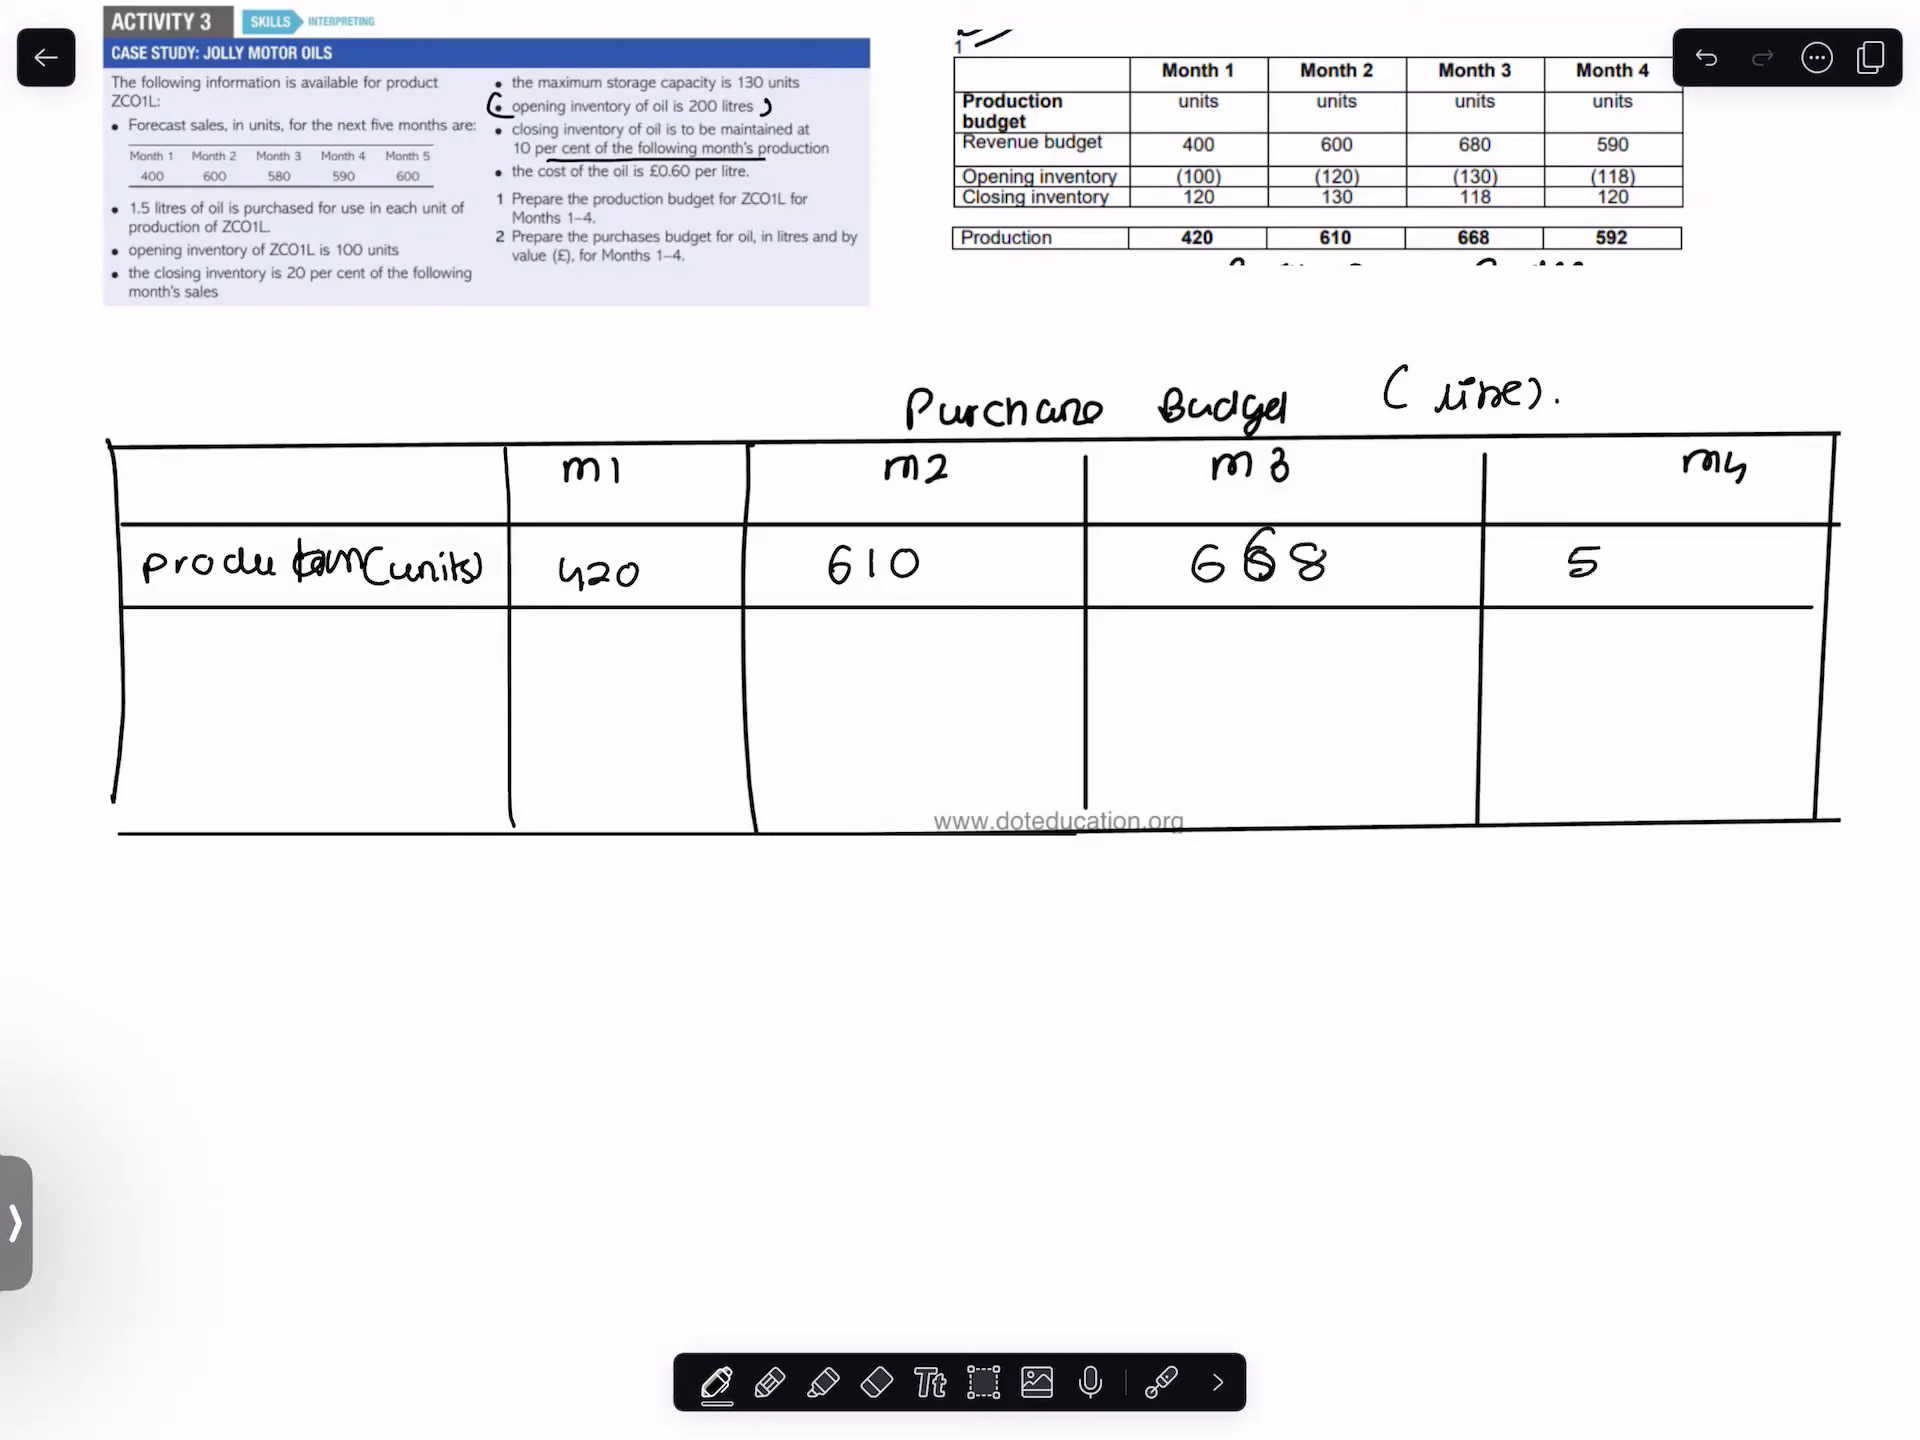 ACTIVITY 3 SKILLS INTERPRETING
CASE STUDY: JOLLY MOTOR OILS
The following information is available for product
ZCO1L:
• Forecast sales, in units, for the next five months are:
Month 1 Month 2 Month 3 Month 4 Month 5
400 600 580 590 600
• 1.5 litres of oil is purchased for use in each unit of
production of ZCO1L.
• opening inventory of ZCO1L is 100 units
• the closing inventory is 20 per cent of the following
month's sales
• the maximum storage capacity is 130 units
• opening inventory of oil is 200 litres
• closing inventory of oil is to be maintained at
10 per cent of the following month's production
• the cost of the oil is £0.60 per litre.
1 Prepare the production budget for ZCO1L for
Months 1–4.
2 Prepare the purchases budget for oil, in litres and by
value (£), for Months 1–4.
1
Month 1 Month 2 Month 3 Month 4
Production budget units units units units
Revenue budget 400 600 680 590
Opening inventory (100) (120) (130) (118)
Closing inventory 120 130 118 120
Production 420 610 668 592
Budget
m1 m2 m3 m4
(units) 420 610 668 5
www.doteducation.org
Tt